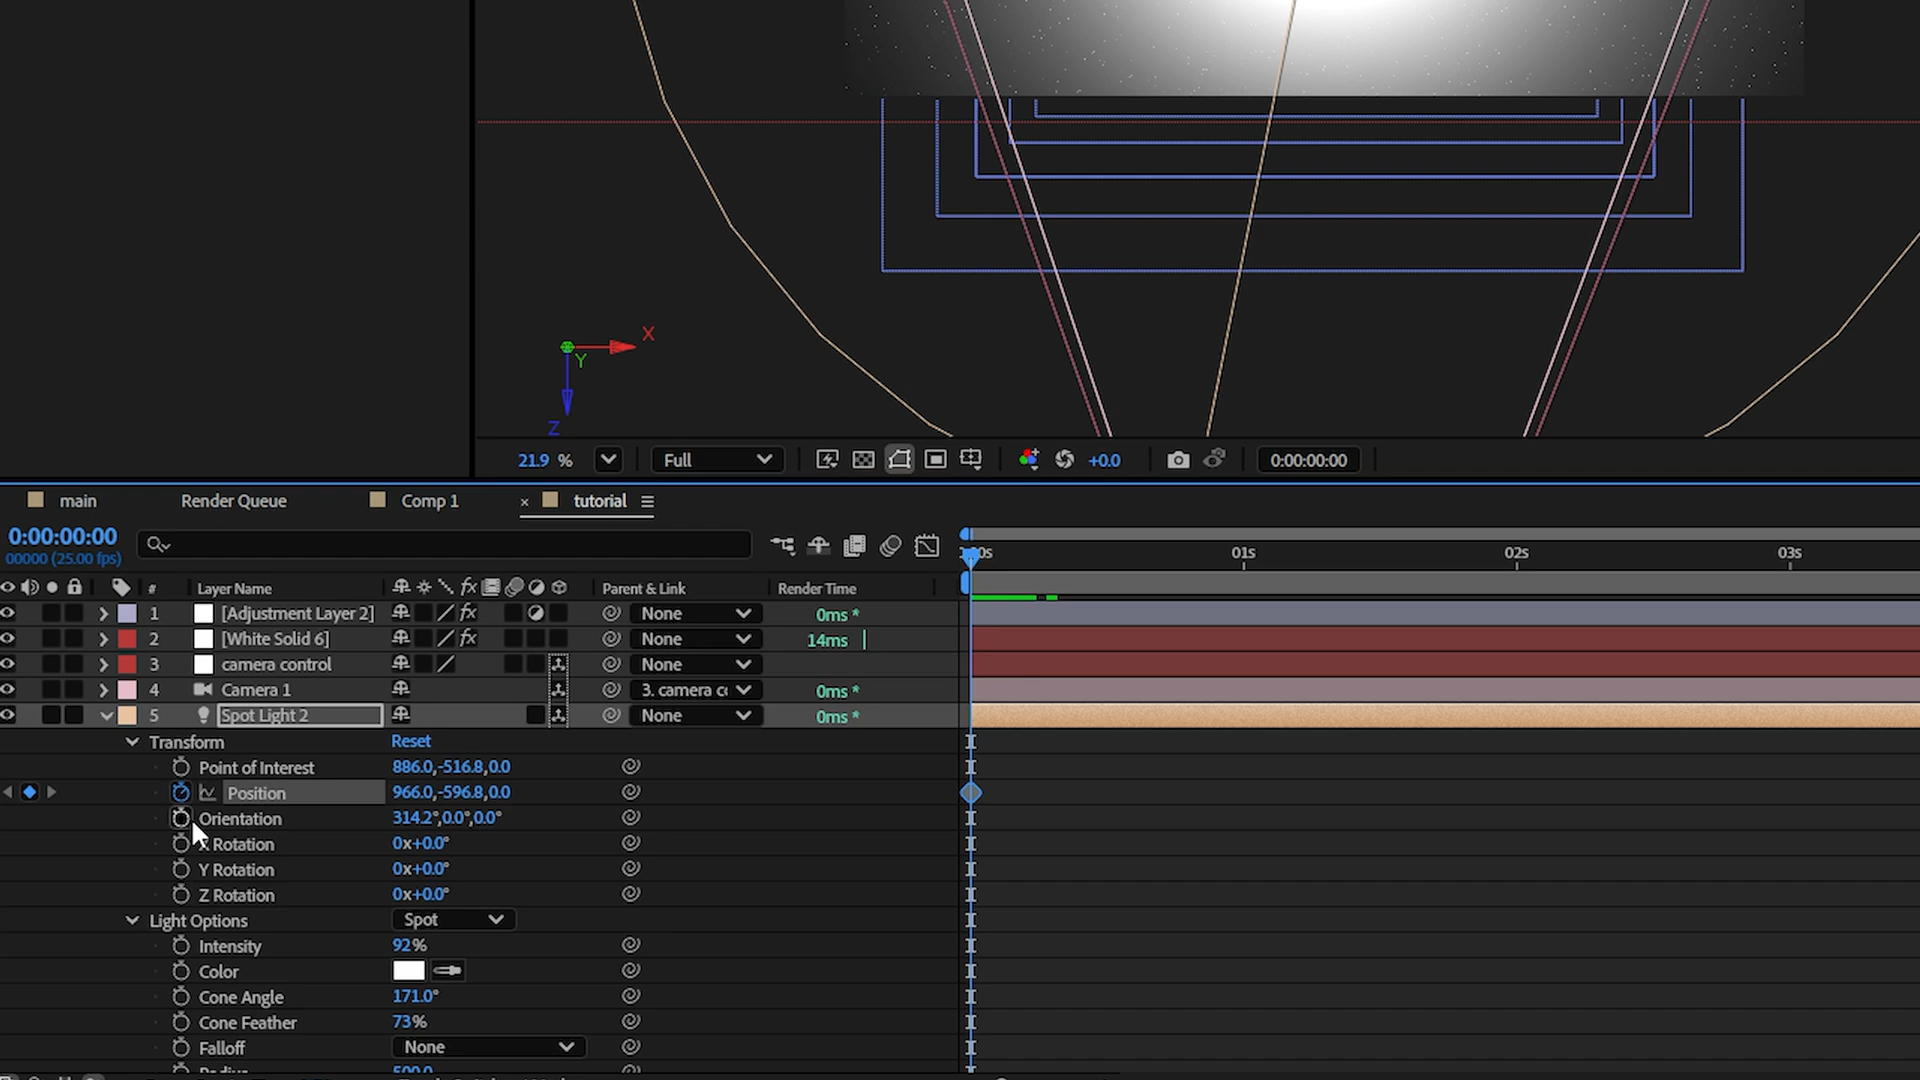 X
Y
Z
21.9 %
Full
+0.0
0:00:00:00
main
Render Queue
Comp 1
× tutorial
0:00:00:00
00000 (25.00 fps)
01s
02s
03s
# Layer Name
Parent & Link
Render Time
1 [Adjustment Layer 2] fx None 0ms *
2 [White Solid 6] fx None 14ms
3 camera control None
4 Camera 1 3. camera c 0ms *
5 Spot Light 2 None 0ms *
Transform Reset
Point of Interest 886.0,-516.8,0.0
Position 966.0,-596.8,0.0
Orientation 314.2°,0.0°,0.0°
X Rotation 0x+0.0°
Y Rotation 0x+0.0°
Z Rotation 0x+0.0°
Light Options Spot
Intensity 92%
Color
Cone Angle 171.0°
Cone Feather 73%
Falloff None
Radius 500.0